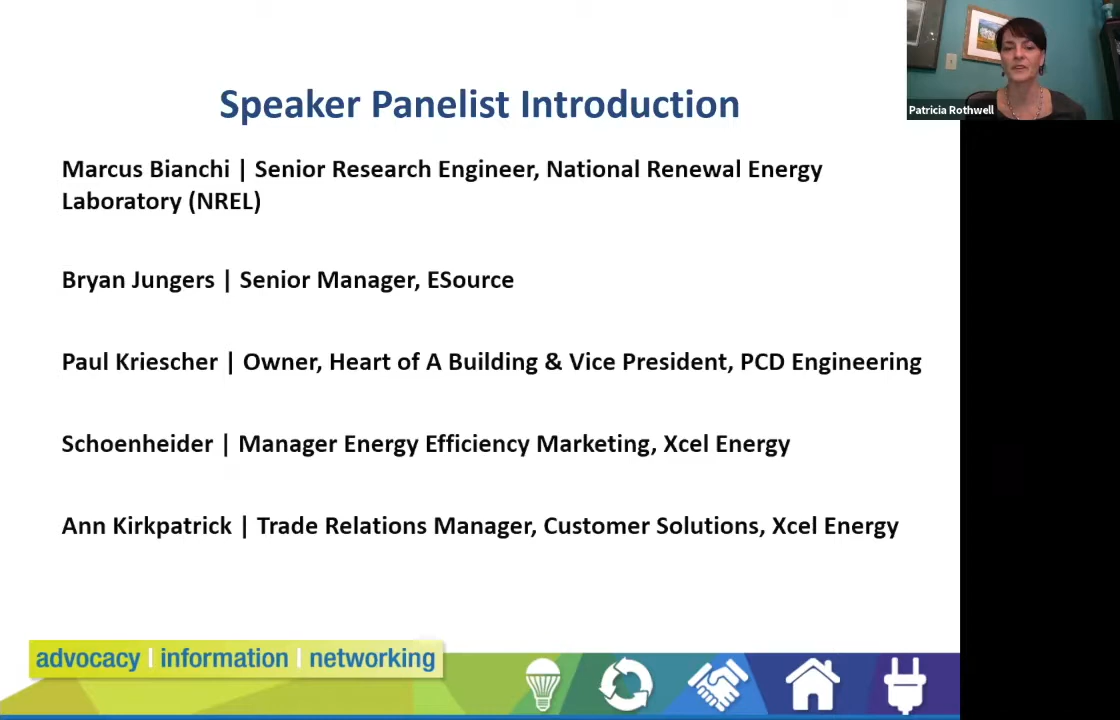 Speaker Panelist Introduction
Patricia Rothwell
Marcus Bianchi | Senior Research Engineer, National Renewal Energy
Laboratory (NREL)
Bryan Jungers | Senior Manager, ESource
Paul Kriescher | Owner, Heart of A Building & Vice President, PCD Engineering
Schoenheider | Manager Energy Efficiency Marketing, Xcel Energy
Ann Kirkpatrick | Trade Relations Manager, Customer Solutions, Xcel Energy
advocacy | information | networking